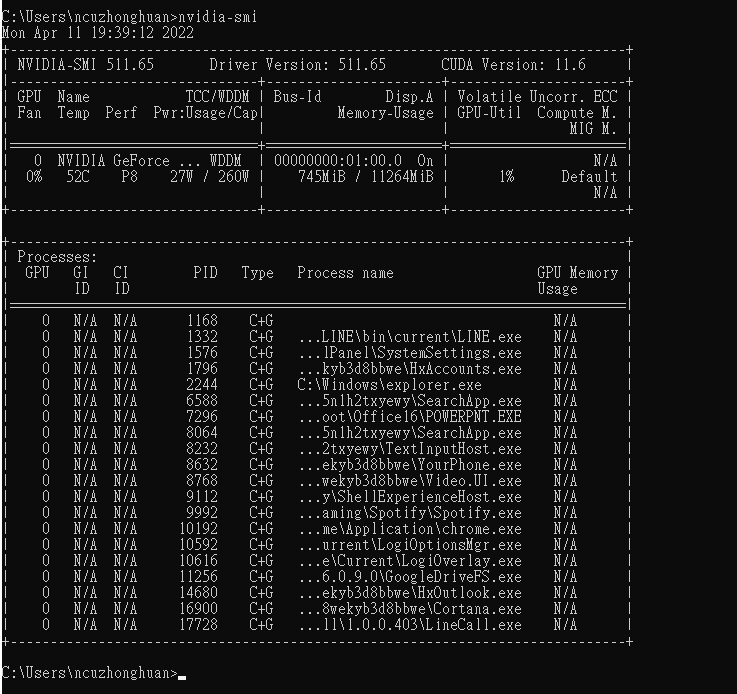 C:\Users\ncuzhonghuan>nvidia-smi
Mon Apr 11 19:39:12 2022
+-----------------------------------------------------------------------------+
| NVIDIA-SMI 511.65       Driver Version: 511.65       CUDA Version: 11.6     |
|-------------------------------+----------------------+----------------------+
| GPU  Name            TCC/WDDM | Bus-Id        Disp.A | Volatile Uncorr. ECC |
| Fan  Temp  Perf  Pwr:Usage/Cap|         Memory-Usage | GPU-Util  Compute M. |
|                               |                      |               MIG M. |
|===============================+======================+======================|
|   0  NVIDIA GeForce ... WDDM  | 00000000:01:00.0  On |                  N/A |
|  0%   52C    P8    27W / 260W |    745MiB / 11264MiB |      1%      Default |
|                               |                      |                  N/A |
+-------------------------------+----------------------+----------------------+
+-----------------------------------------------------------------------------+
| Processes:                                                                  |
|  GPU   GI   CI        PID   Type   Process name                  GPU Memory |
|        ID   ID                                                   Usage      |
|=============================================================================|
|    0   N/A  N/A      1168    C+G                                   N/A      |
|    0   N/A  N/A      1332    C+G   ...LINE\bin\current\LINE.exe    N/A      |
|    0   N/A  N/A      1576    C+G   ...lPanel\SystemSettings.exe    N/A      |
|    0   N/A  N/A      1796    C+G   ...kyb3d8bbwe\HxAccounts.exe    N/A      |
|    0   N/A  N/A      2244    C+G   C:\Windows\explorer.exe         N/A      |
|    0   N/A  N/A      6588    C+G   ...5n1h2txyewy\SearchApp.exe    N/A      |
|    0   N/A  N/A      7296    C+G   ...oot\Office16\POWERPNT.EXE    N/A      |
|    0   N/A  N/A      8064    C+G   ...5n1h2txyewy\SearchApp.exe    N/A      |
|    0   N/A  N/A      8232    C+G   ...2txyewy\TextInputHost.exe    N/A      |
|    0   N/A  N/A      8632    C+G   ...ekyb3d8bbwe\YourPhone.exe    N/A      |
|    0   N/A  N/A      8768    C+G   ...wekyb3d8bbwe\Video.UI.exe    N/A      |
|    0   N/A  N/A      9112    C+G   ...y\ShellExperienceHost.exe    N/A      |
|    0   N/A  N/A      9992    C+G   ...aming\Spotify\Spotify.exe    N/A      |
|    0   N/A  N/A     10192    C+G   ...me\Application\chrome.exe    N/A      |
|    0   N/A  N/A     10592    C+G   ...urrent\LogiOptionsMgr.exe    N/A      |
|    0   N/A  N/A     10616    C+G   ...e\Current\LogiOverlay.exe    N/A      |
|    0   N/A  N/A     11256    C+G   ...6.0.9.0\GoogleDriveFS.exe    N/A      |
|    0   N/A  N/A     14680    C+G   ...ekyb3d8bbwe\HxOutlook.exe    N/A      |
|    0   N/A  N/A     16900    C+G   ...8wekyb3d8bbwe\Cortana.exe    N/A      |
|    0   N/A  N/A     17728    C+G   ...ll\1.0.0.403\LineCall.exe    N/A      |
+-----------------------------------------------------------------------------+
C:\Users\ncuzhonghuan>